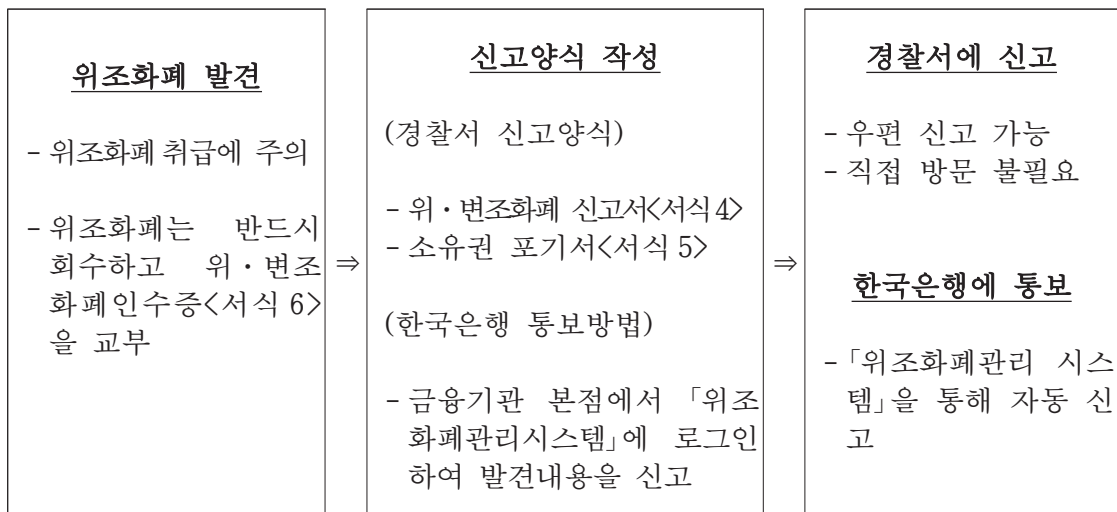 위조화폐 발견
- 위조화폐 취급에 주의
- 위조화폐는 반드시
회수하고 위·변조
화폐인수증<서식 6>
을 교부
⇒
신고양식 작성
(경찰서 신고양식)
- 위·변조화폐 신고서<서식 4>
- 소유권 포기서<서식 5>
(한국은행 통보방법)
- 금융기관 본점에서 「위조
화폐관리시스템」에 로그인
하여 발견내용을 신고
⇒
경찰서에 신고
- 우편 신고 가능
- 직접 방문 불필요
한국은행에 통보
- 「위조화폐관리 시스
템」을 통해 자동 신
고